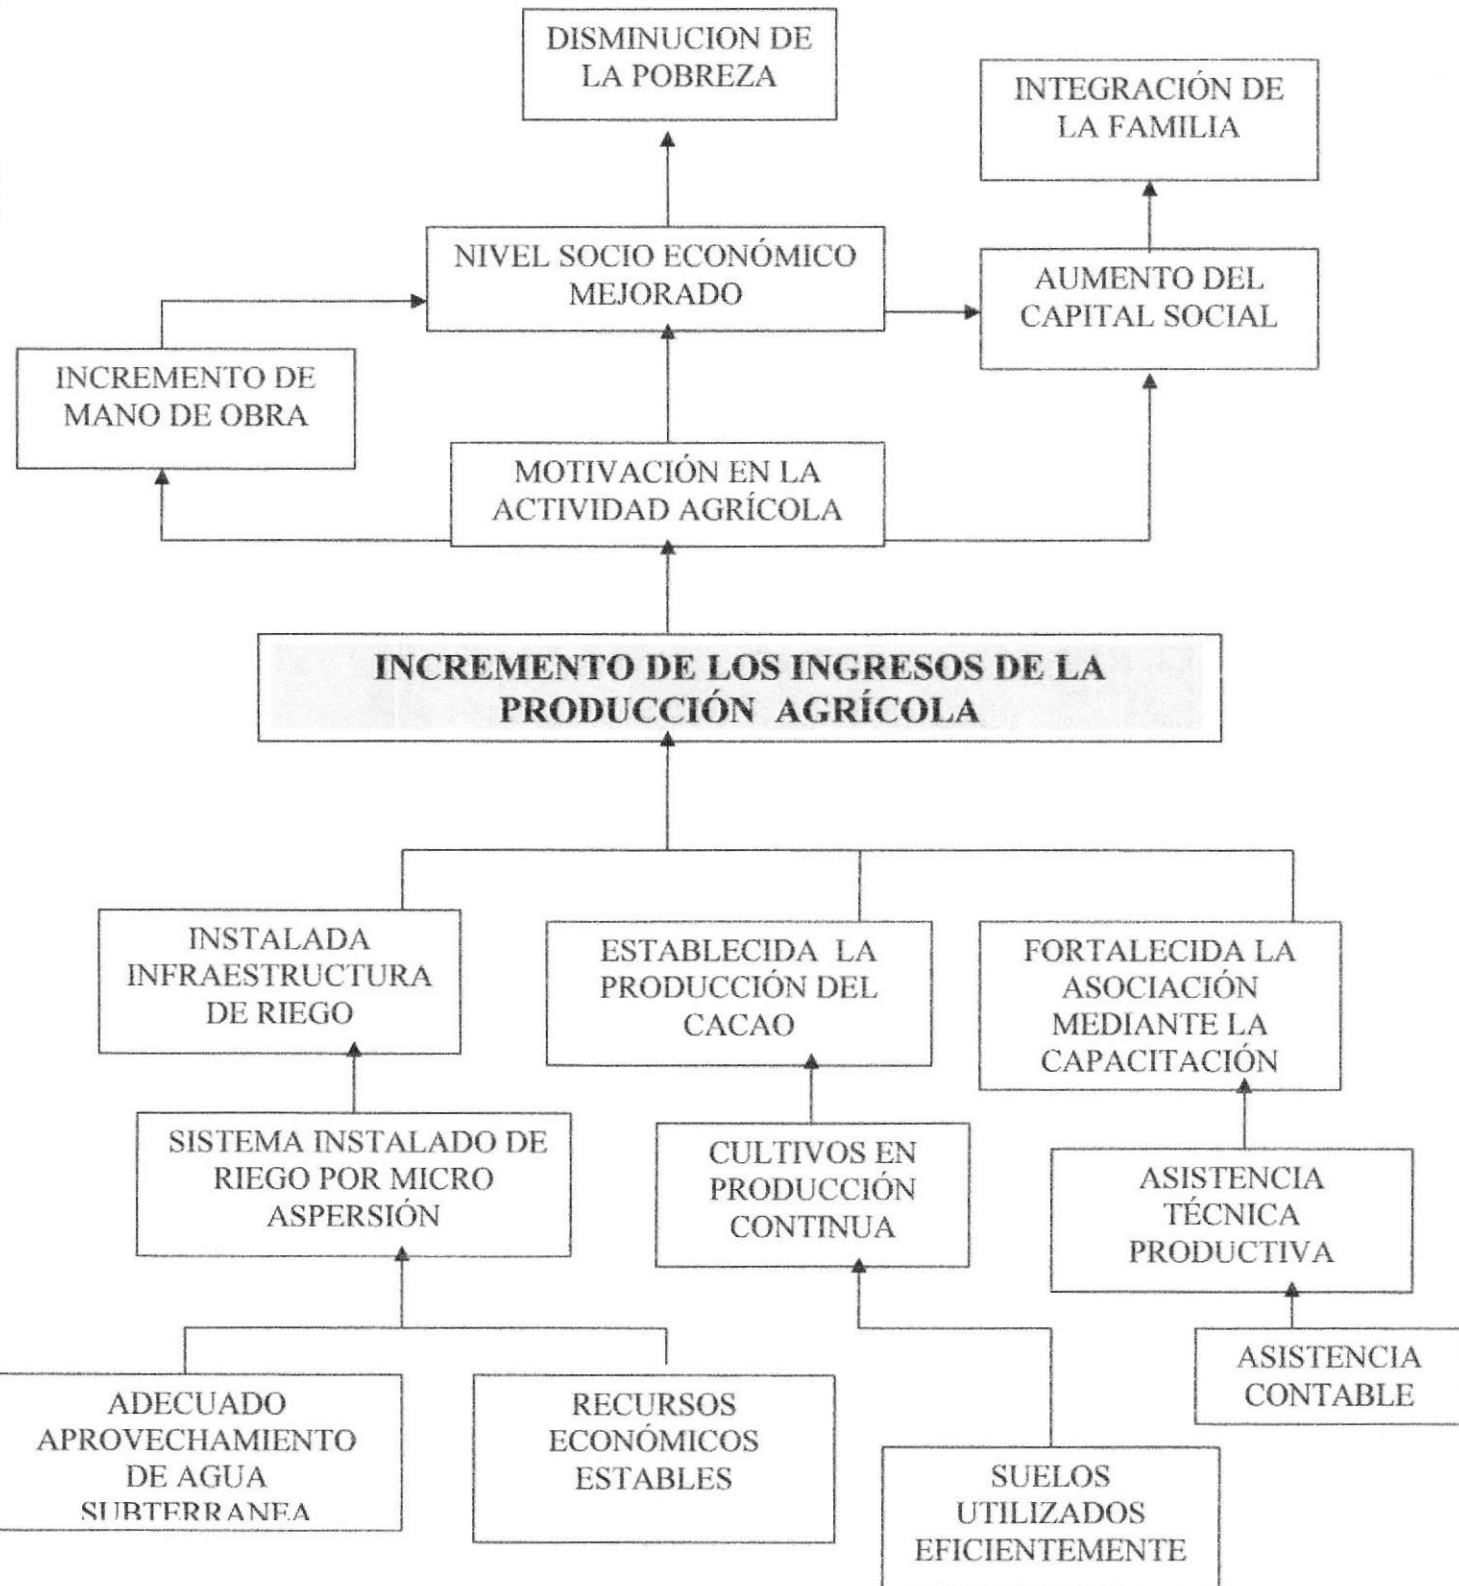 DISMINUCION DE
LA POBREZA
INTEGRACIÓN DE
LA FAMILIA
NIVEL SOCIO ECONÓMICO
MEJORADO
AUMENTO DEL
CAPITAL SOCIAL
INCREMENTO DE
MANO DE OBRA
MOTIVACIÓN EN LA
ACTIVIDAD AGRÍCOLA
INCREMENTO DE LOS INGRESOS DE LA
PRODUCCIÓN AGRÍCOLA
INSTALADA
INFRAESTRUCTURA
DE RIEGO
ESTABLECIDA LA
PRODUCCIÓN DEL
CACAO
FORTALECIDA LA
ASOCIACIÓN
MEDIANTE LA
CAPACITACIÓN
SISTEMA INSTALADO DE
RIEGO POR MICRO
ASPERSIÓN
CULTIVOS EN
PRODUCCIÓN
CONTINUA
ASISTENCIA
TÉCNICA
PRODUCTIVA
ADECUADO
APROVECHAMIENTO
DE AGUA
SUBTERRANEA
RECURSOS
ECONÓMICOS
ESTABLES
SUELOS
UTILIZADOS
EFICIENTEMENTE
ASISTENCIA
CONTABLE